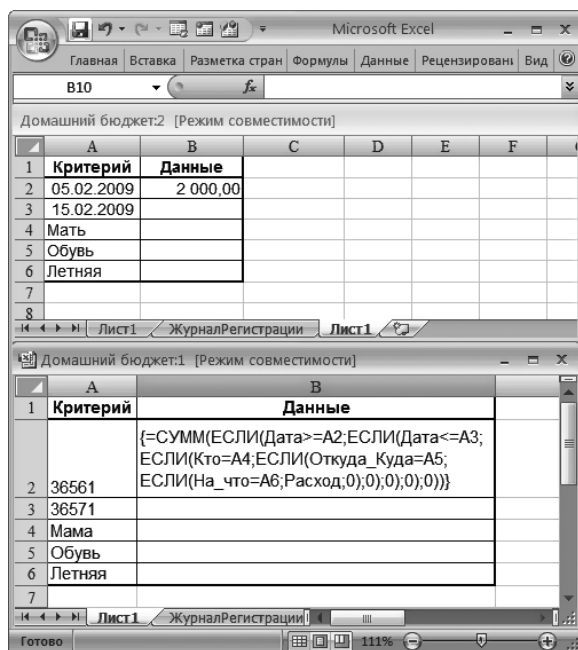 Microsoft Excel
Главная Вставка Разметка стран Формулы Данные Рецензировани Вид
B10 fx
Домашний бюджет:2 [Режим совместимости]
A B C D E F
1 Критерий Данные
2 05.02.2009 2 000,00
3 15.02.2009
4 Мать
5 Обувь
6 Летняя
7
8
Лист1 ЖурналРегистрации Лист1
Домашний бюджет:1 [Режим совместимости]
A B
1 Критерий Данные
{=СУММ(ЕСЛИ(Дата>=A2;ЕСЛИ(Дата<=A3;
ЕСЛИ(Кто=A4;ЕСЛИ(Откуда_Куда=A5;
2 36561 ЕСЛИ(На_что=A6;Расход;0);0);0);0);0))}
3 36571
4 Мама
5 Обувь
6 Летняя
7
Лист1 ЖурналРегистрации
Готово 111%